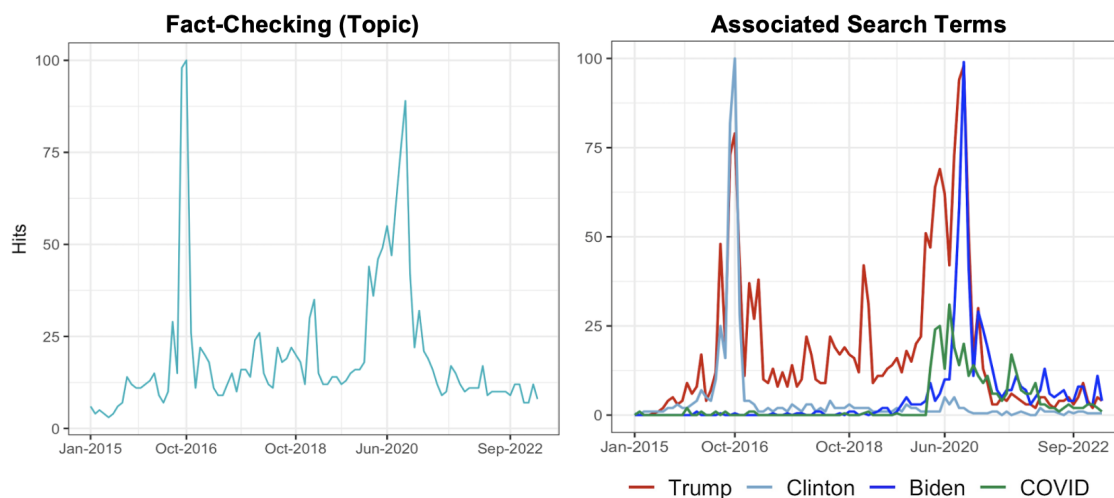 Fact-Checking (Topic)
Hits
100
75
50
25
0
Jan-2015 Oct-2016 Oct-2018 Jun-2020 Sep-2022
Associated Search Terms
100
75
50
25
0
Jan-2015 Oct-2016 Oct-2018 Jun-2020 Sep-2022
Trump Clinton Biden COVID